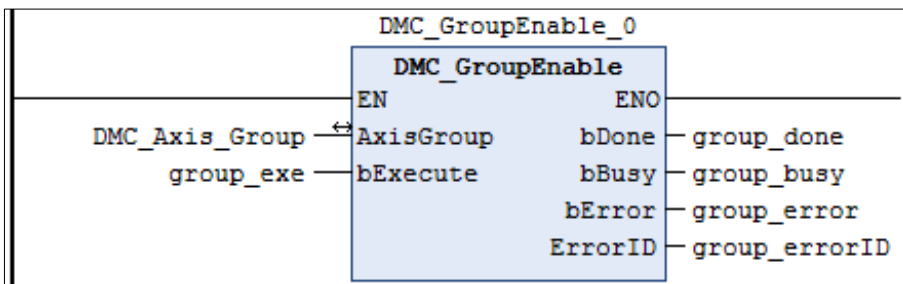 DMC_GroupEnable_0
DMC_GroupEnable
EN ENO
DMC_Axis_Group AxisGroup bDone group_done
group_exe bExecute bBusy group_busy
bError group_error
ErrorID group_errorID